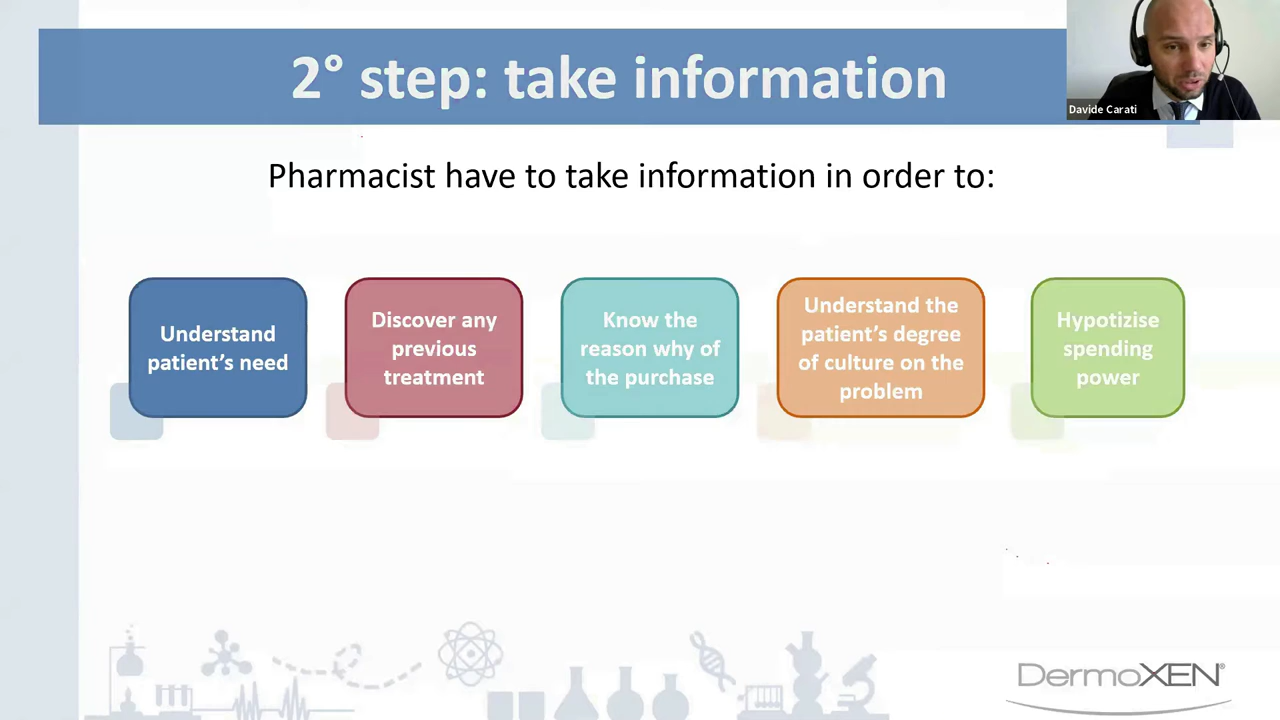 2° step: take information
Davide Carati
Pharmacist have to take information in order to:
Understand
patient's need
Discover any
previous
treatment
Know the
reason why of
the purchase
Understand the
patient's degree
of culture on the
problem
Hypotizise
spending
power
DermoXEN®